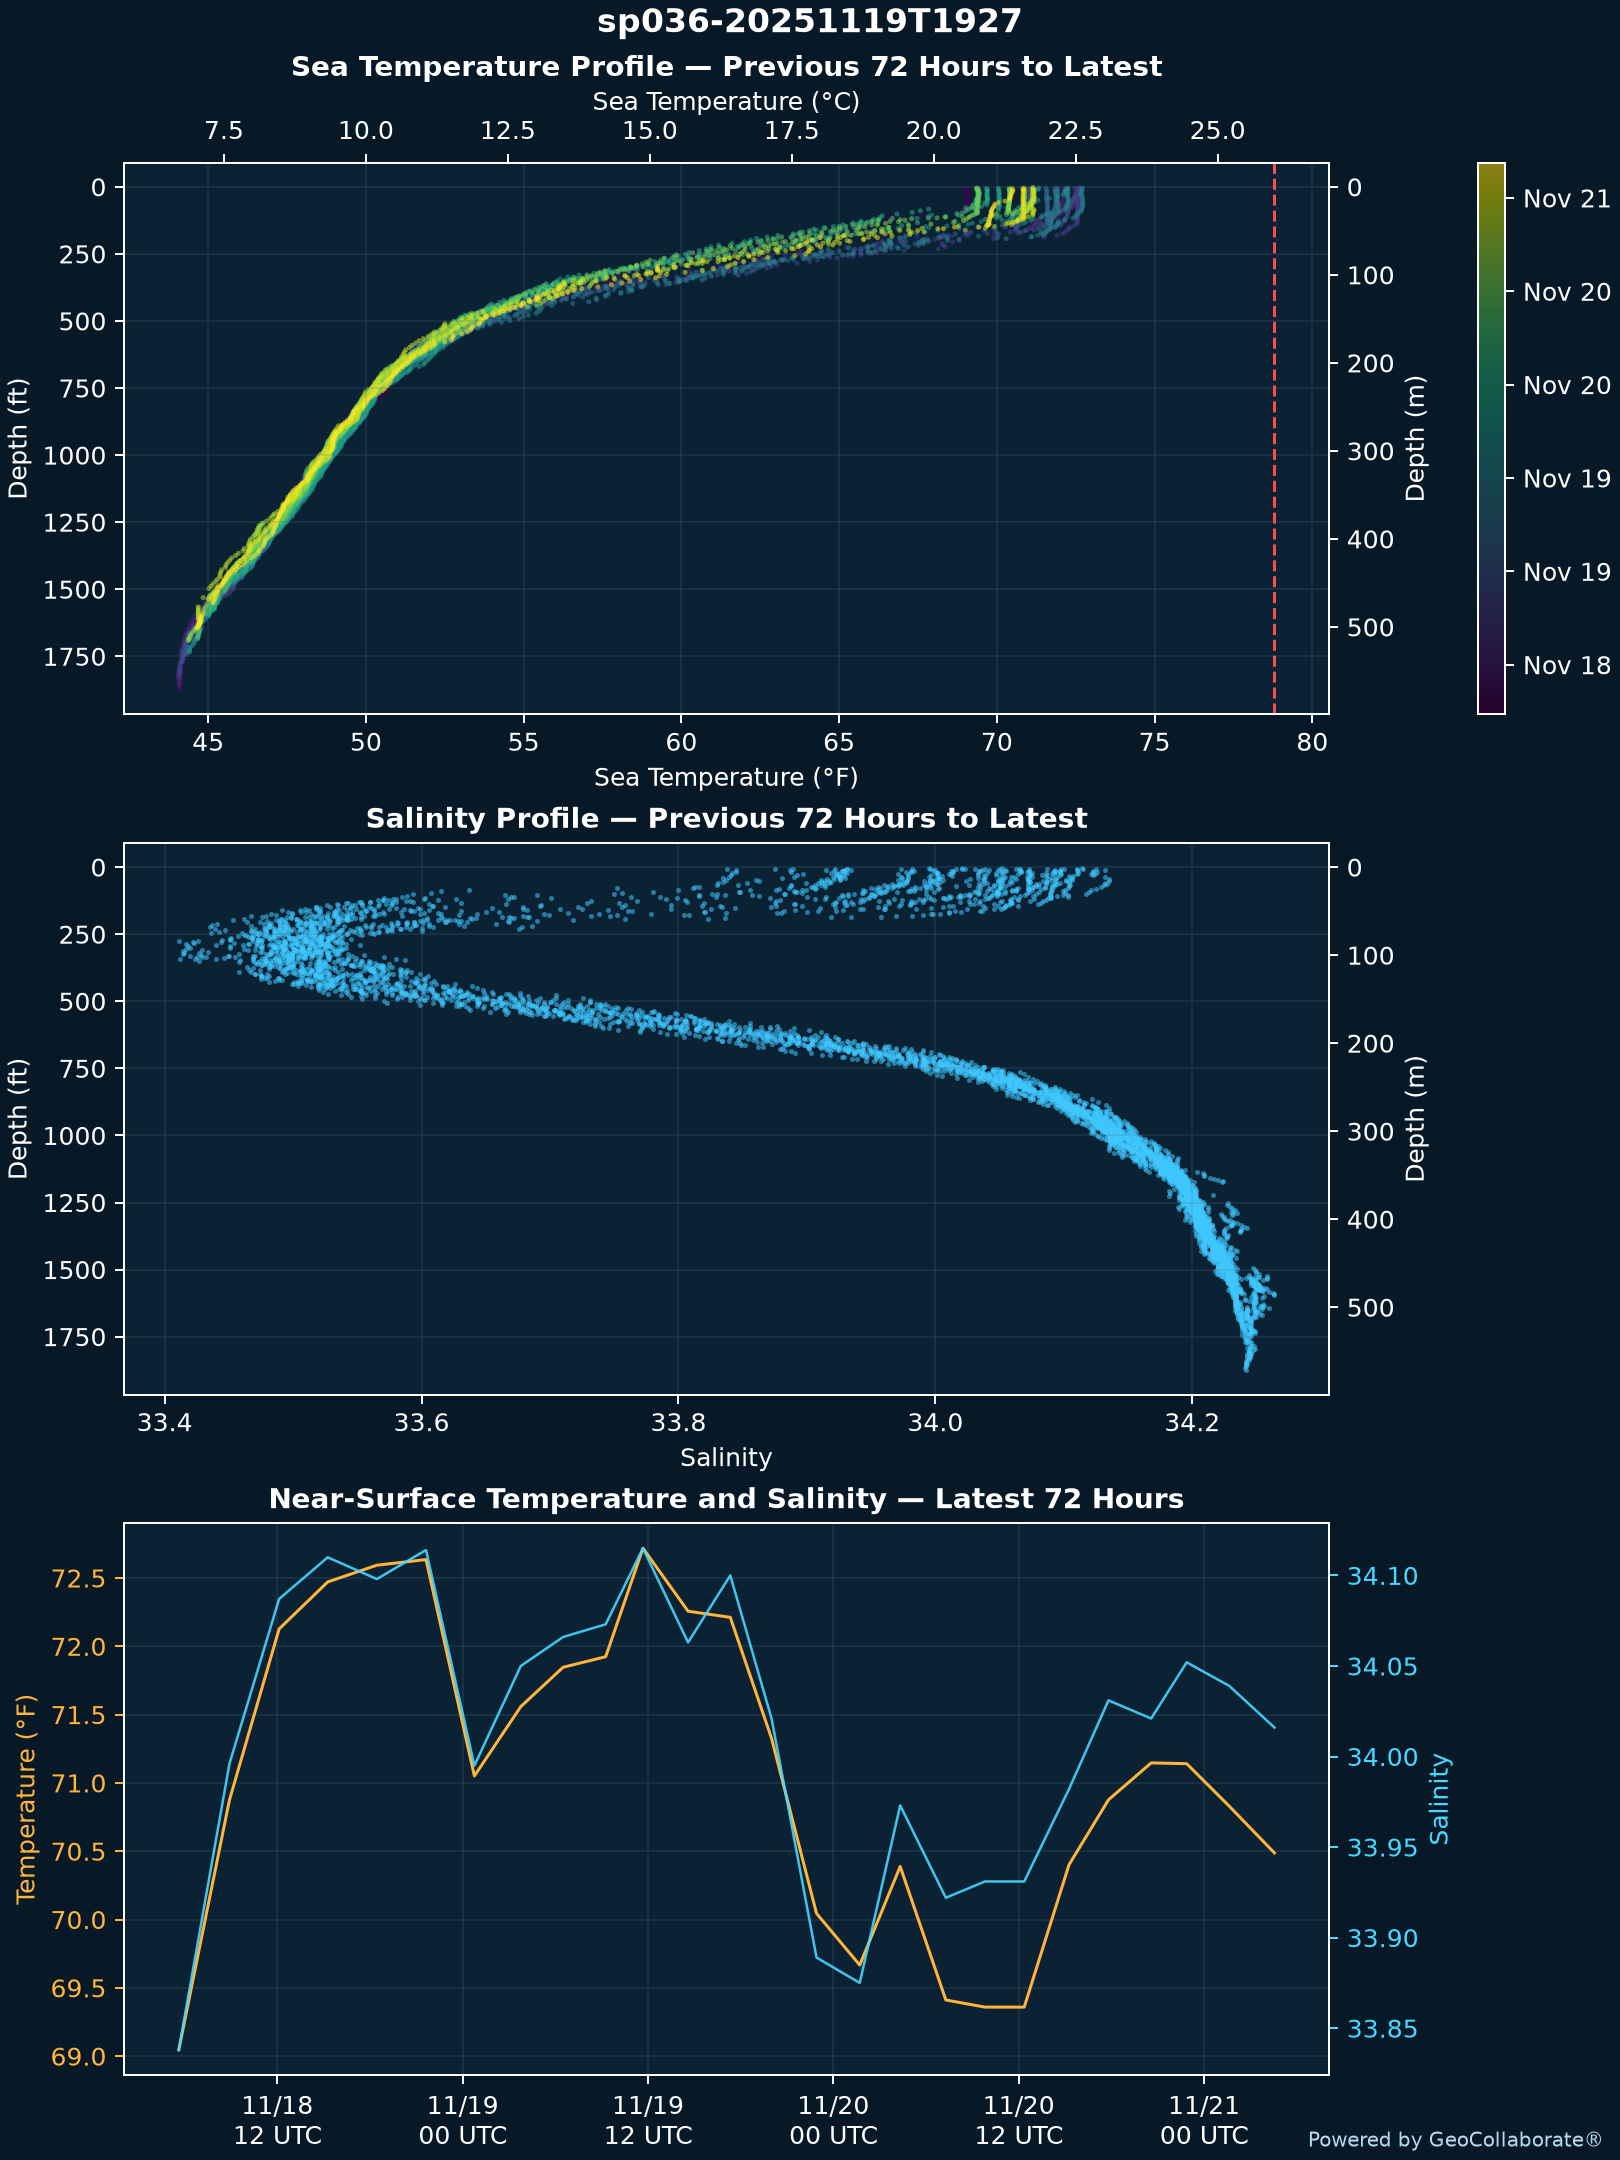 sp036-20251119T1927
Sea Temperature Profile — Previous 72 Hours to Latest
Sea Temperature (°C)
7.5 10.0 12.5 15.0 17.5 20.0 22.5 25.0
0
250
500
750
1000
1250
1500
1750
Depth (ft)
0
100
200
300
400
500
Depth (m)
Nov 21
Nov 20
Nov 20
Nov 19
Nov 19
Nov 18
45 50 55 60 65 70 75 80
Sea Temperature (°F)
Salinity Profile — Previous 72 Hours to Latest
0
250
500
750
1000
1250
1500
1750
Depth (ft)
0
100
200
300
400
500
Depth (m)
33.4 33.6 33.8 34.0 34.2
Salinity
Near-Surface Temperature and Salinity — Latest 72 Hours
72.5
72.0
71.5
71.0
70.5
70.0
69.5
69.0
Temperature (°F)
34.10
34.05
34.00
33.95
33.90
33.85
Salinity
11/18 11/19 11/19 11/20 11/20 11/21
12 UTC 00 UTC 12 UTC 00 UTC 12 UTC 00 UTC
Powered by GeoCollaborate®